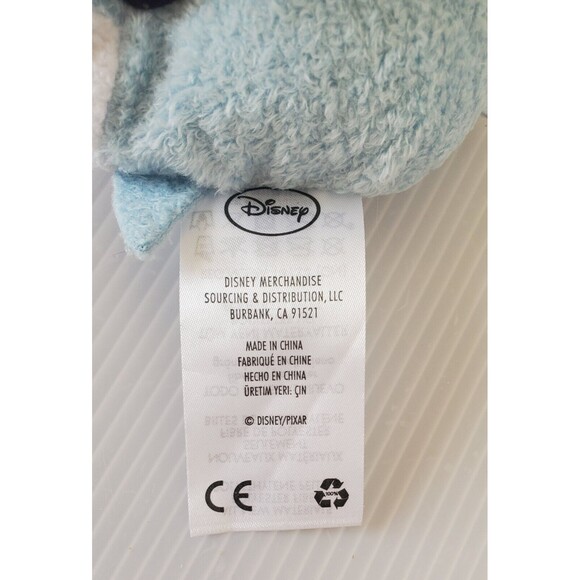 Disney
DISNEY MERCHANDISE
SOURCING & DISTRIBUTION, LLC
BURBANK, CA 91521
MADE IN CHINA
FABRIQUÉ EN CHINE
HECHO EN CHINA
ÜRETIM YERI: ÇIN
© DISNEY/PIXAR
CE
100%